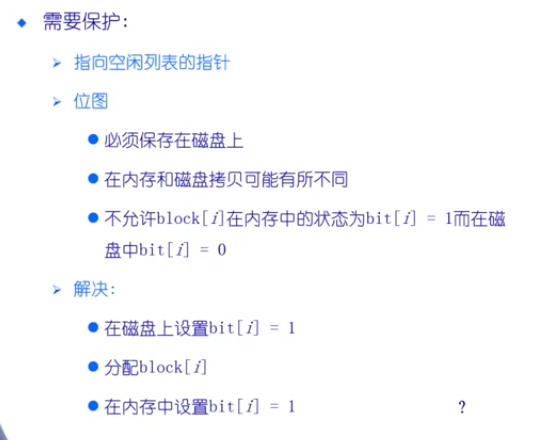 需要保护:
指向空闲列表的指针
位图
必须保存在磁盘上
在内存和磁盘拷贝可能有所不同
不允许block[i]在内存中的状态为bit[i] = 1而在磁
盘中bit[i] = 0
解决:
在磁盘上设置bit[i] = 1
分配block[i]
在内存中设置bit[i] = 1 ?